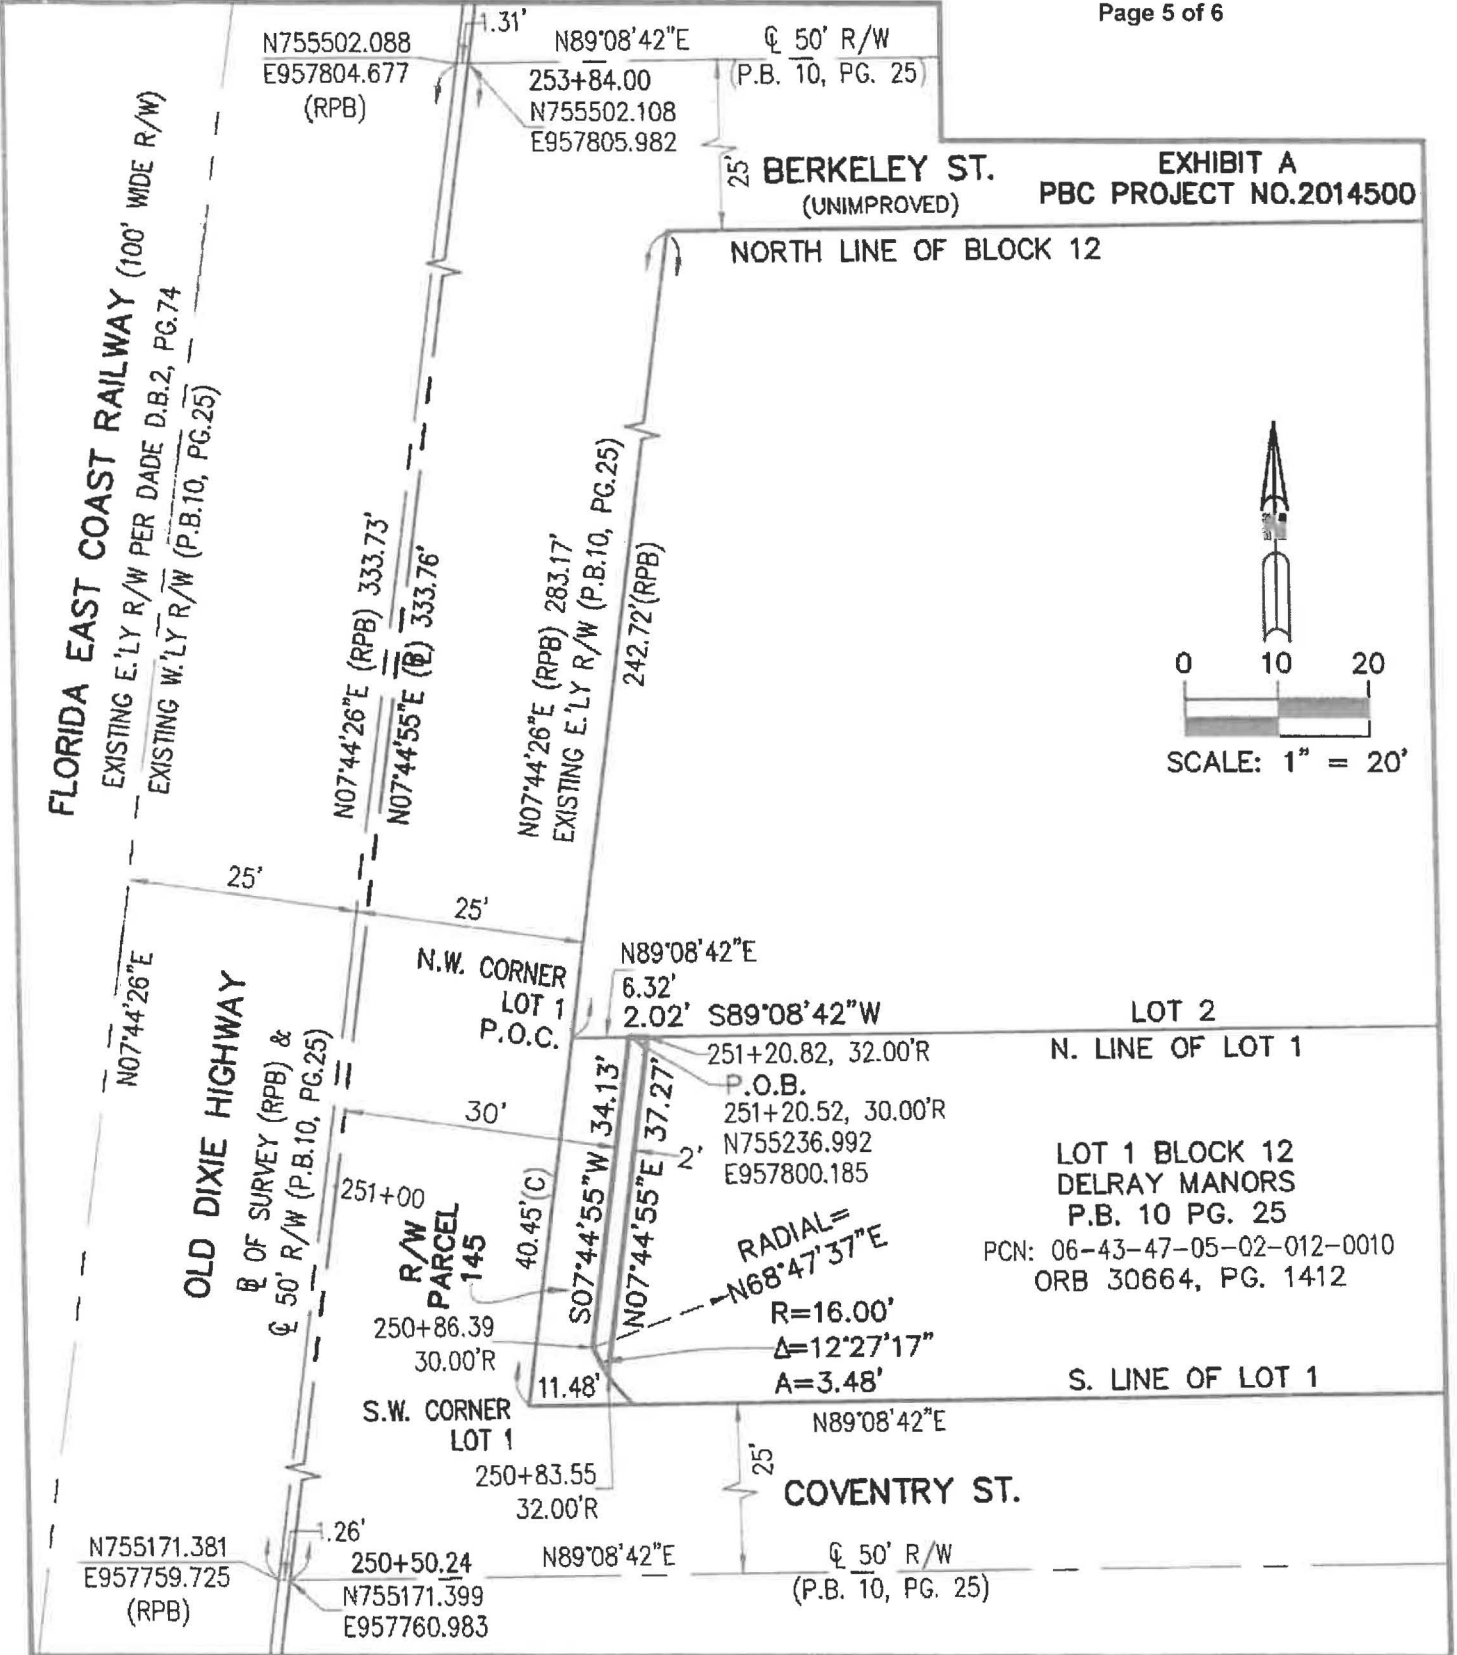 Page 5 of 6
1.31'
N755502.088
E957804.677
(RPB)
N89°08'42"E
253+84.00
N755502.108
E957805.982
℄ 50' R/W
(P.B. 10, PG. 25)
25'
BERKELEY ST.
(UNIMPROVED)
EXHIBIT A
PBC PROJECT NO.2014500
NORTH LINE OF BLOCK 12
FLORIDA EAST COAST RAILWAY (100' WIDE R/W)
EXISTING E.'LY R/W PER DADE D.B.2, PG.74
EXISTING W.'LY R/W (P.B.10, PG.25)
N07°44'26"E (RPB) 333.73'
N07°44'55"E (℄) 333.76'
N07°44'26"E (RPB) 283.17'
EXISTING E.'LY R/W (P.B.10, PG.25)
242.72'(RPB)
0 10 20
SCALE: 1" = 20'
25'
25'
N07°44'26"E
N.W. CORNER
LOT 1
P.O.C.
N89°08'42"E
6.32'
2.02' S89°08'42"W
LOT 2
N. LINE OF LOT 1
251+20.82, 32.00'R
P.O.B.
251+20.52, 30.00'R
N755236.992
E957800.185
2'
OLD DIXIE HIGHWAY
B̲L OF SURVEY (RPB) &
℄ 50' R/W (P.B.10, PG.25)
30'
251+00
R/W
PARCEL
145
40.45'(C)
S07°44'55"W 34.13'
N07°44'55"E 37.27'
LOT 1 BLOCK 12
DELRAY MANORS
P.B. 10 PG. 25
PCN: 06-43-47-05-02-012-0010
ORB 30664, PG. 1412
RADIAL=
N68°47'37"E
R=16.00'
Δ=12°27'17"
A=3.48'
250+86.39
30.00'R
11.48'
S. LINE OF LOT 1
N89°08'42"E
S.W. CORNER
LOT 1
250+83.55
32.00'R
25'
COVENTRY ST.
1.26'
N755171.381
E957759.725
(RPB)
250+50.24
N755171.399
E957760.983
N89°08'42"E
℄ 50' R/W
(P.B. 10, PG. 25)